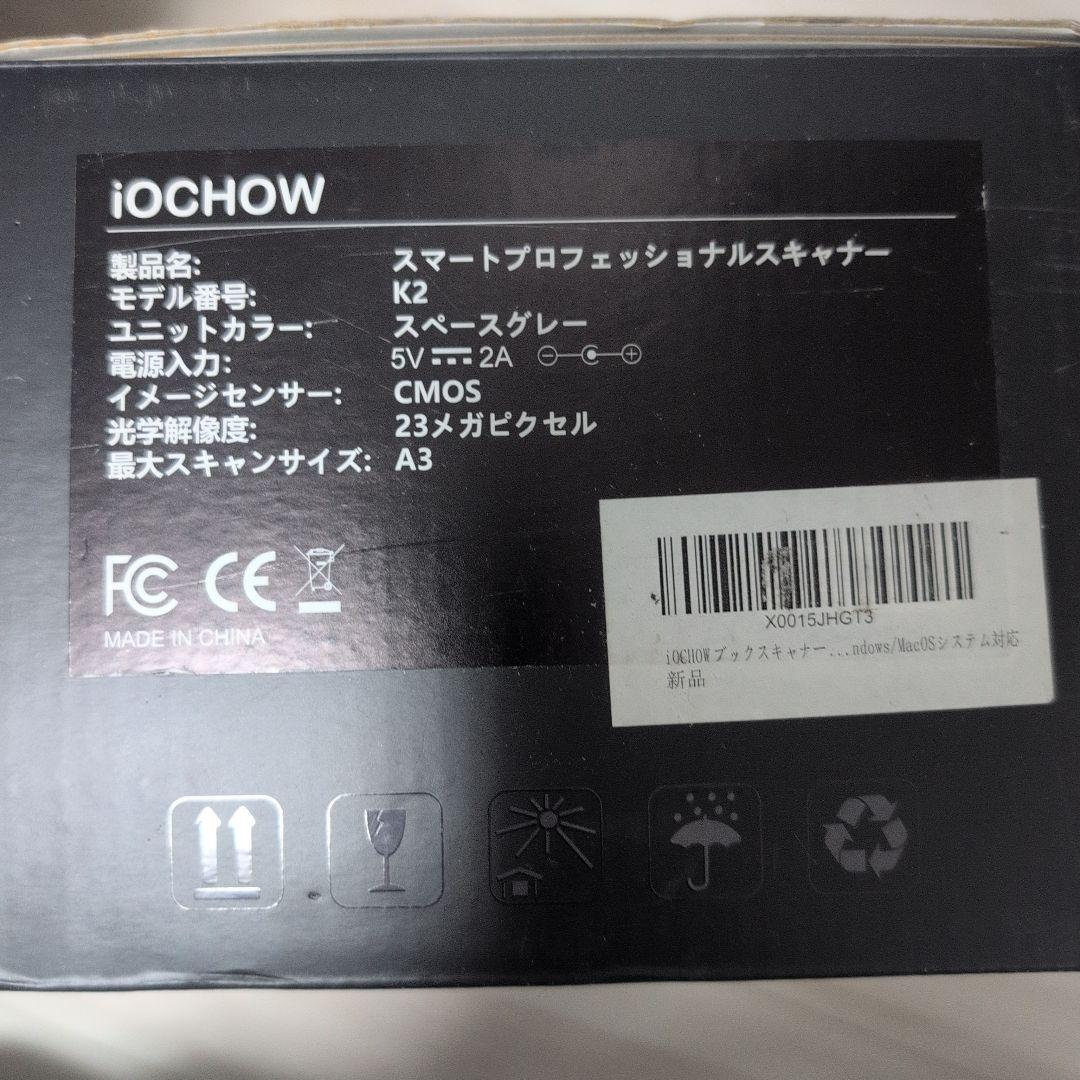 iOCHOW
製品名: スマートプロフェッショナルスキャナー
モデル番号: K2
ユニットカラー: スペースグレー
電源入力: 5V 2A
イメージセンサー: CMOS
光学解像度: 23メガピクセル
最大スキャンサイズ: A3
FC CE
MADE IN CHINA
X0015JHGT3
iOCHOWブックスキャナー...ndows/MacOSシステム対応
新品